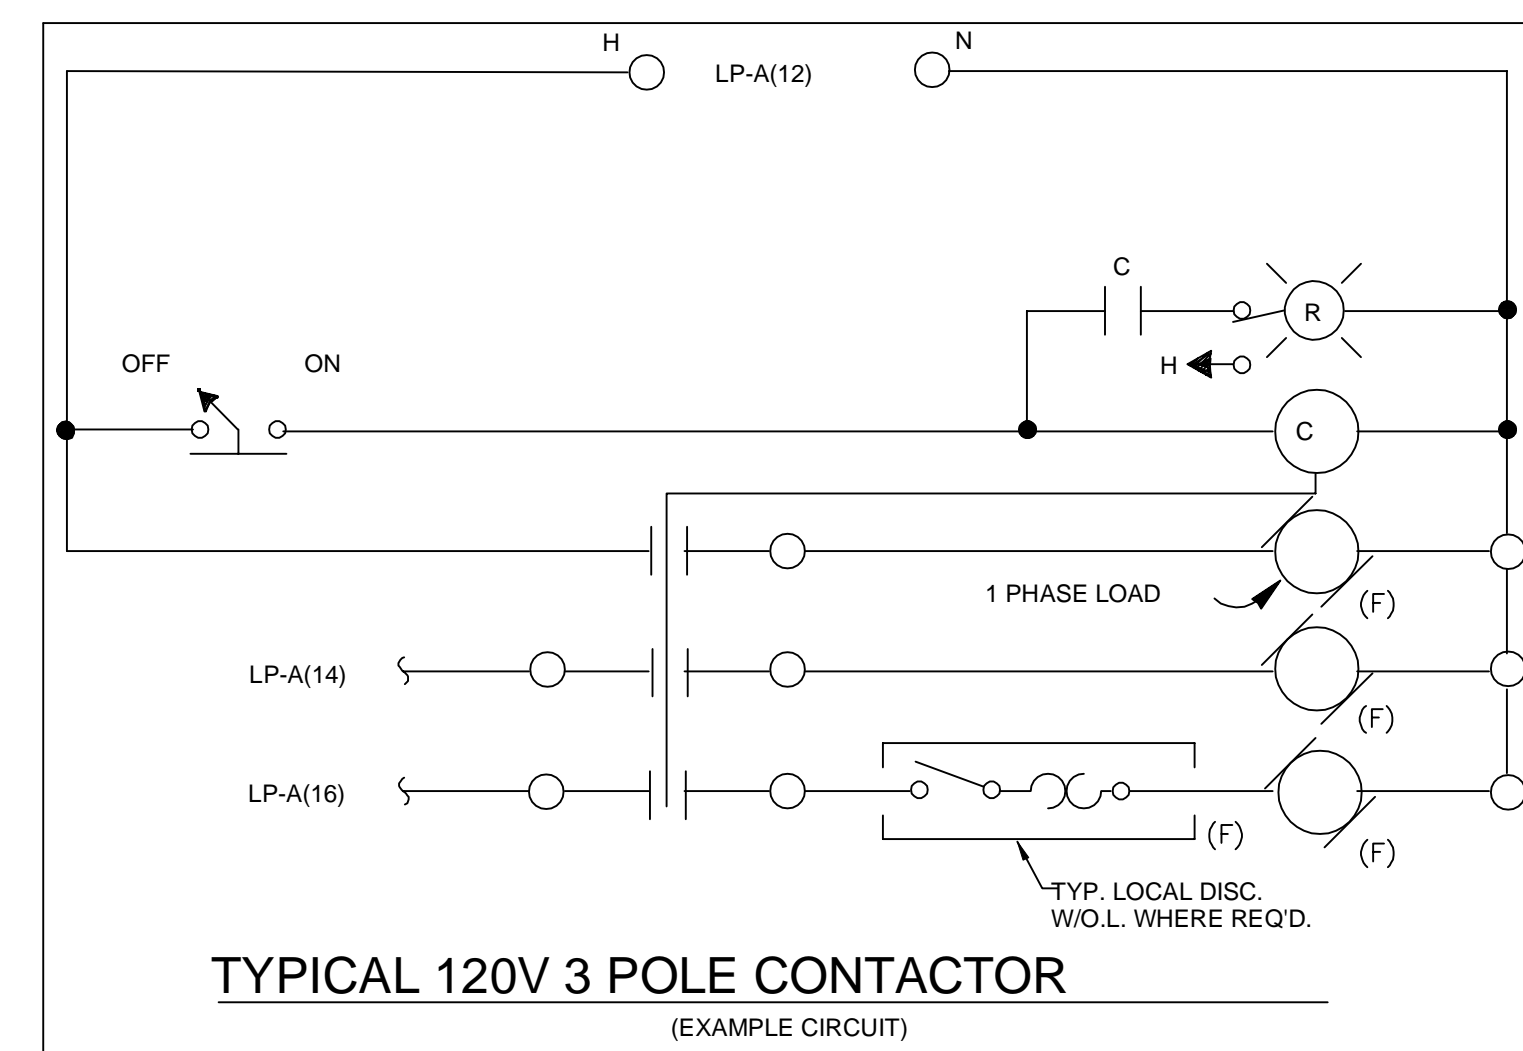 H
LP-A(12)
N
C
R
OFF
ON
H
C
1 PHASE LOAD
(F)
LP-A(14)
(F)
LP-A(16)
(F)
(F)
TYP. LOCAL DISC.
W/O.L. WHERE REQ'D.
TYPICAL 120V 3 POLE CONTACTOR
(EXAMPLE CIRCUIT)